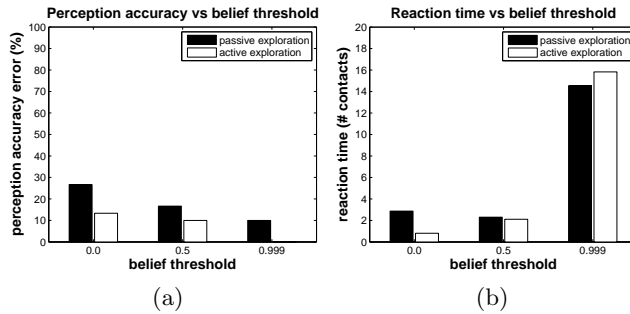 Perception accuracy vs belief threshold
perception accuracy error (%)
100
90
80
70
60
50
40
30
20
10
0
passive exploration
active exploration
0.0 0.5 0.999
belief threshold
(a)
Reaction time vs belief threshold
reaction time (# contacts)
20
18
16
14
12
10
8
6
4
2
0
passive exploration
active exploration
0.0 0.5 0.999
belief threshold
(b)